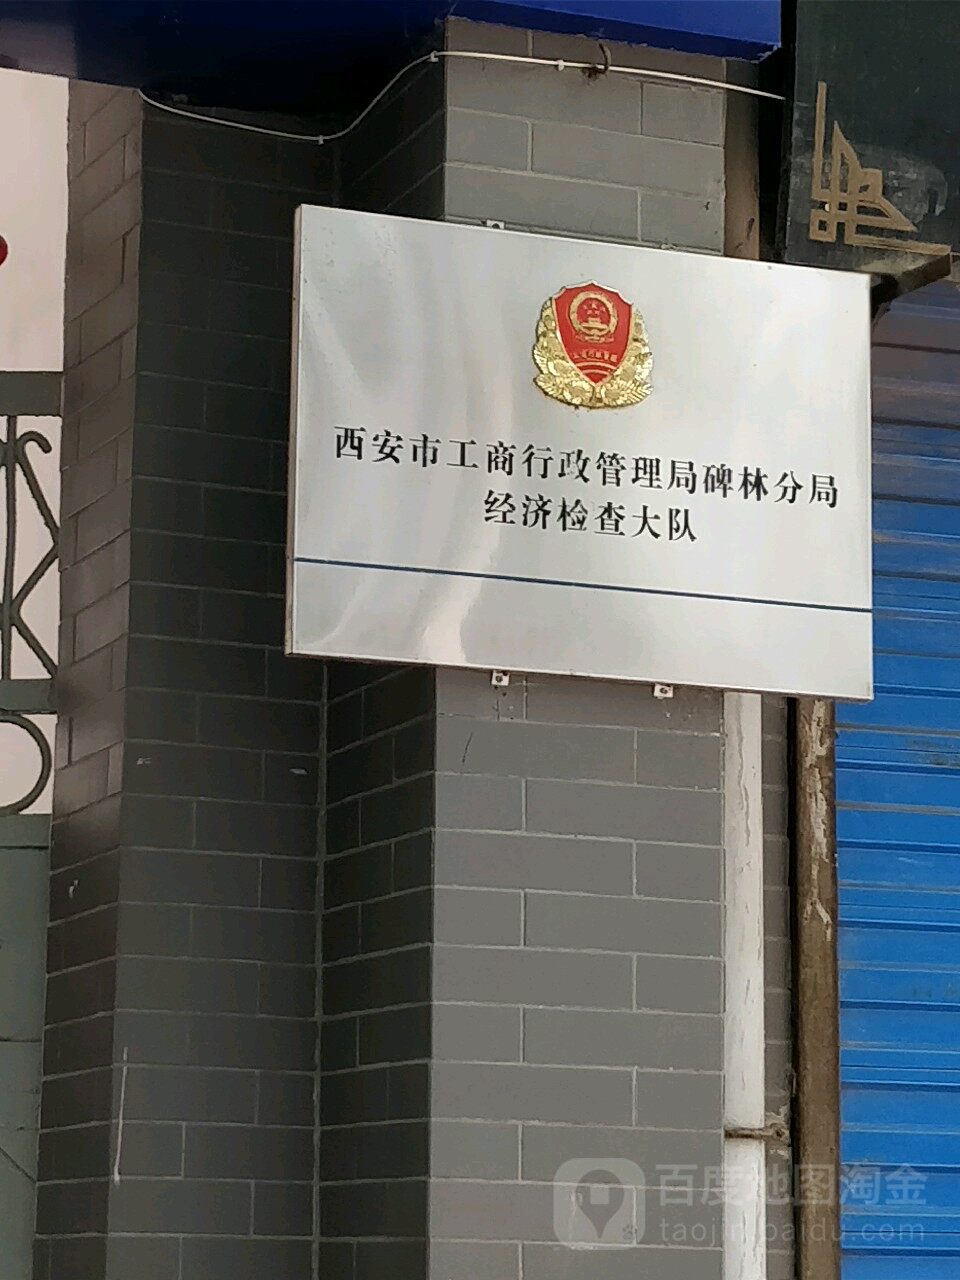 西安市工商行政管理局碑林分局
经济检查大队
百度地图淘金
taojin.baidu.com